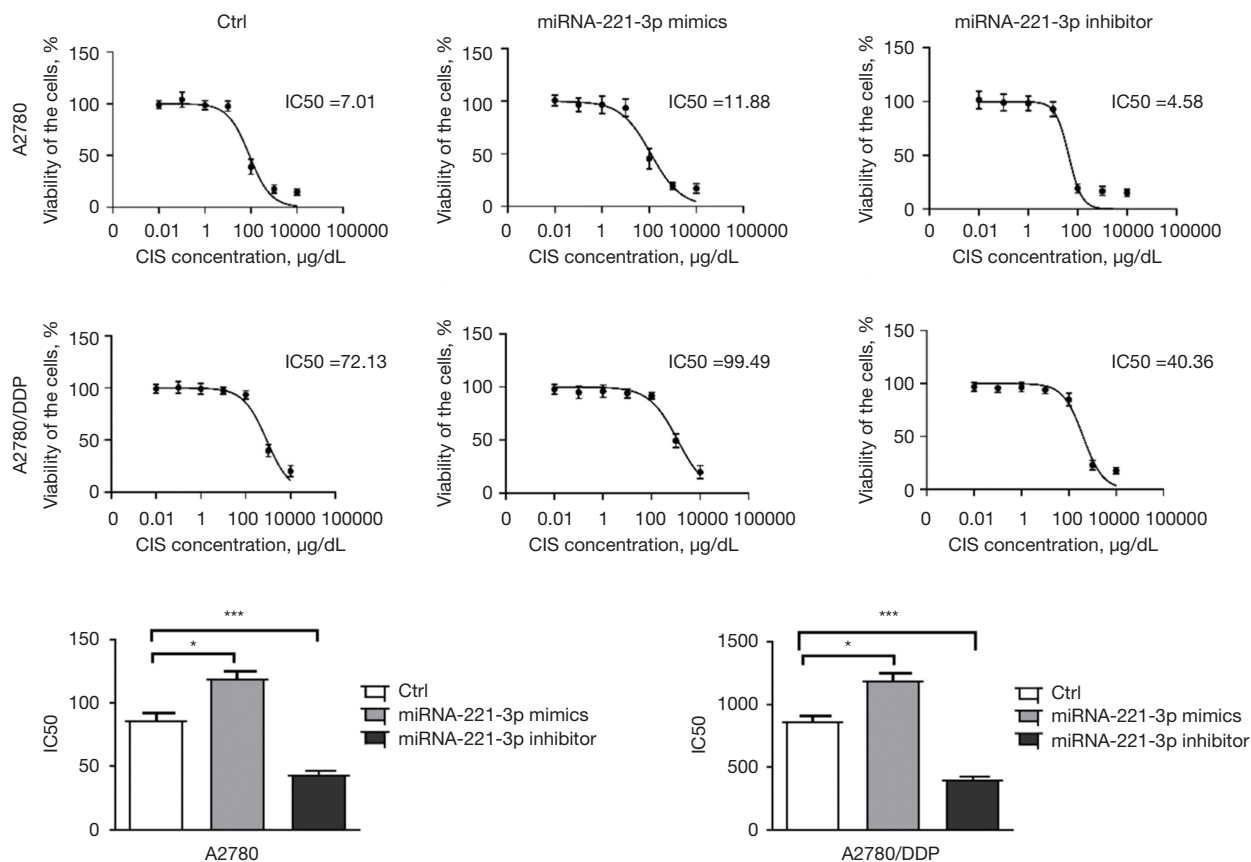 Ctrl
miRNA-221-3p mimics
miRNA-221-3p inhibitor
A2780
Viability of the cells, %
150
100
50
0
IC50 =7.01
0 0.01 1 100 10000 100000
CIS concentration, µg/dL
Viability of the cells, %
150
100
50
0
IC50 =11.88
0 0.01 1 100 10000 100000
CIS concentration, µg/dL
Viability of the cells, %
150
100
50
0
IC50 =4.58
0 0.01 1 100 10000 100000
CIS concentration, µg/dL
A2780/DDP
Viability of the cells, %
150
100
50
0
IC50 =72.13
0 0.01 1 100 10000 100000
CIS concentration, µg/dL
Viability of the cells, %
150
100
50
0
IC50 =99.49
0 0.01 1 100 10000 100000
CIS concentration, µg/dL
Viability of the cells, %
150
100
50
0
IC50 =40.36
0 0.01 1 100 10000 100000
CIS concentration, µg/dL
IC50
150
100
50
0
***
*
Ctrl
miRNA-221-3p mimics
miRNA-221-3p inhibitor
A2780
IC50
1500
1000
500
0
***
*
Ctrl
miRNA-221-3p mimics
miRNA-221-3p inhibitor
A2780/DDP